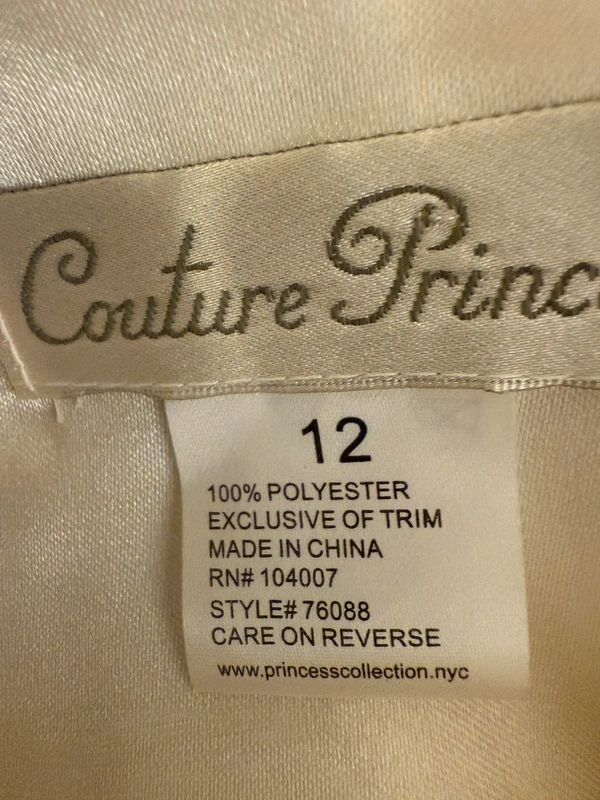 Couture Princ
12
100% POLYESTER
EXCLUSIVE OF TRIM
MADE IN CHINA
RN# 104007
STYLE# 76088
CARE ON REVERSE
www.princesscollection.nyc